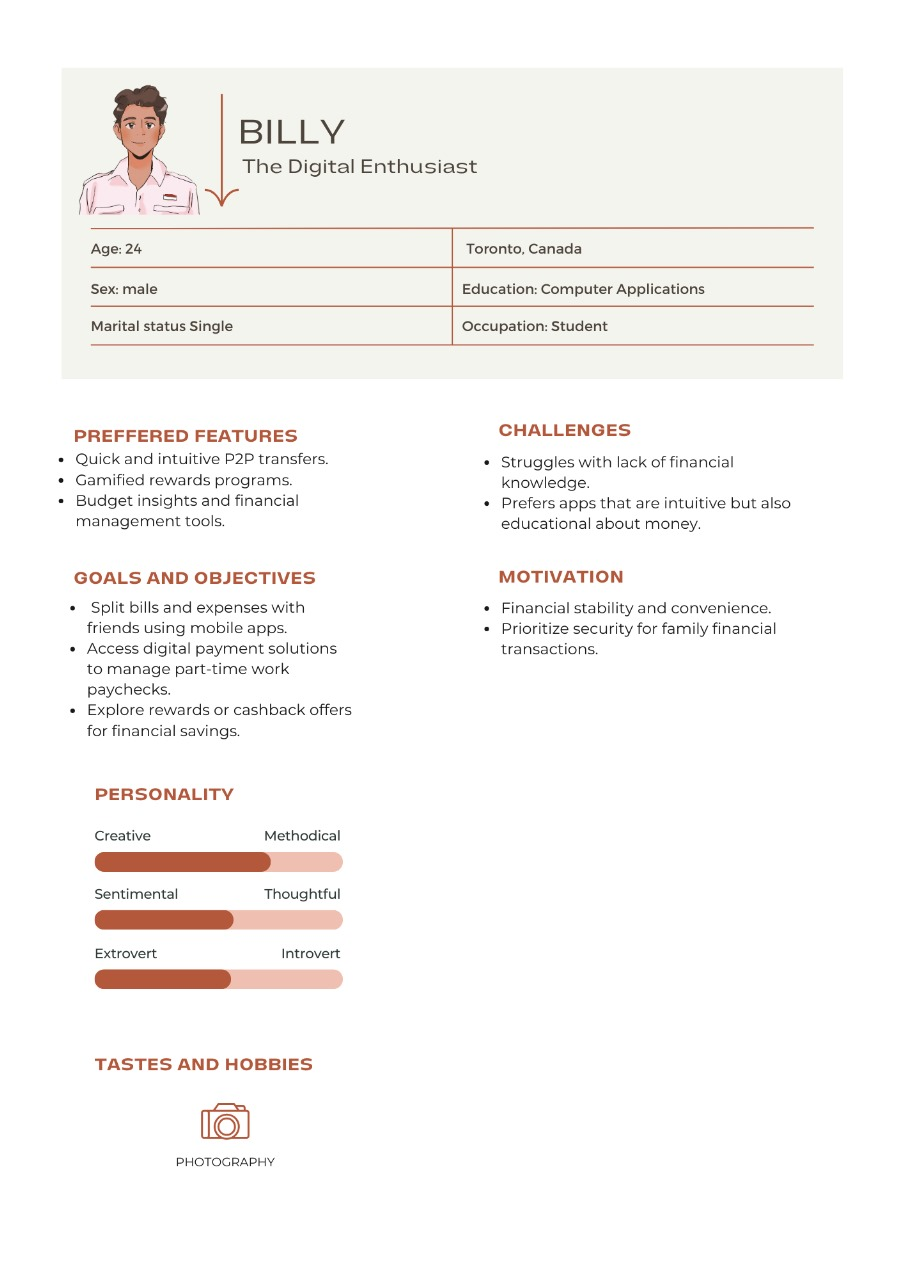 BILLY
The Digital Enthusiast
Age: 24
Toronto, Canada
Sex: male
Education: Computer Applications
Marital status Single
Occupation: Student
PREFFERED FEATURES
• Quick and intuitive P2P transfers.
• Gamified rewards programs.
• Budget insights and financial
management tools.
GOALS AND OBJECTIVES
• Split bills and expenses with
friends using mobile apps.
• Access digital payment solutions
to manage part-time work
paychecks.
• Explore rewards or cashback offers
for financial savings.
CHALLENGES
• Struggles with lack of financial
knowledge.
• Prefers apps that are intuitive but also
educational about money.
MOTIVATION
• Financial stability and convenience.
• Prioritize security for family financial
transactions.
PERSONALITY
Creative Methodical
Sentimental Thoughtful
Extrovert Introvert
TASTES AND HOBBIES
PHOTOGRAPHY